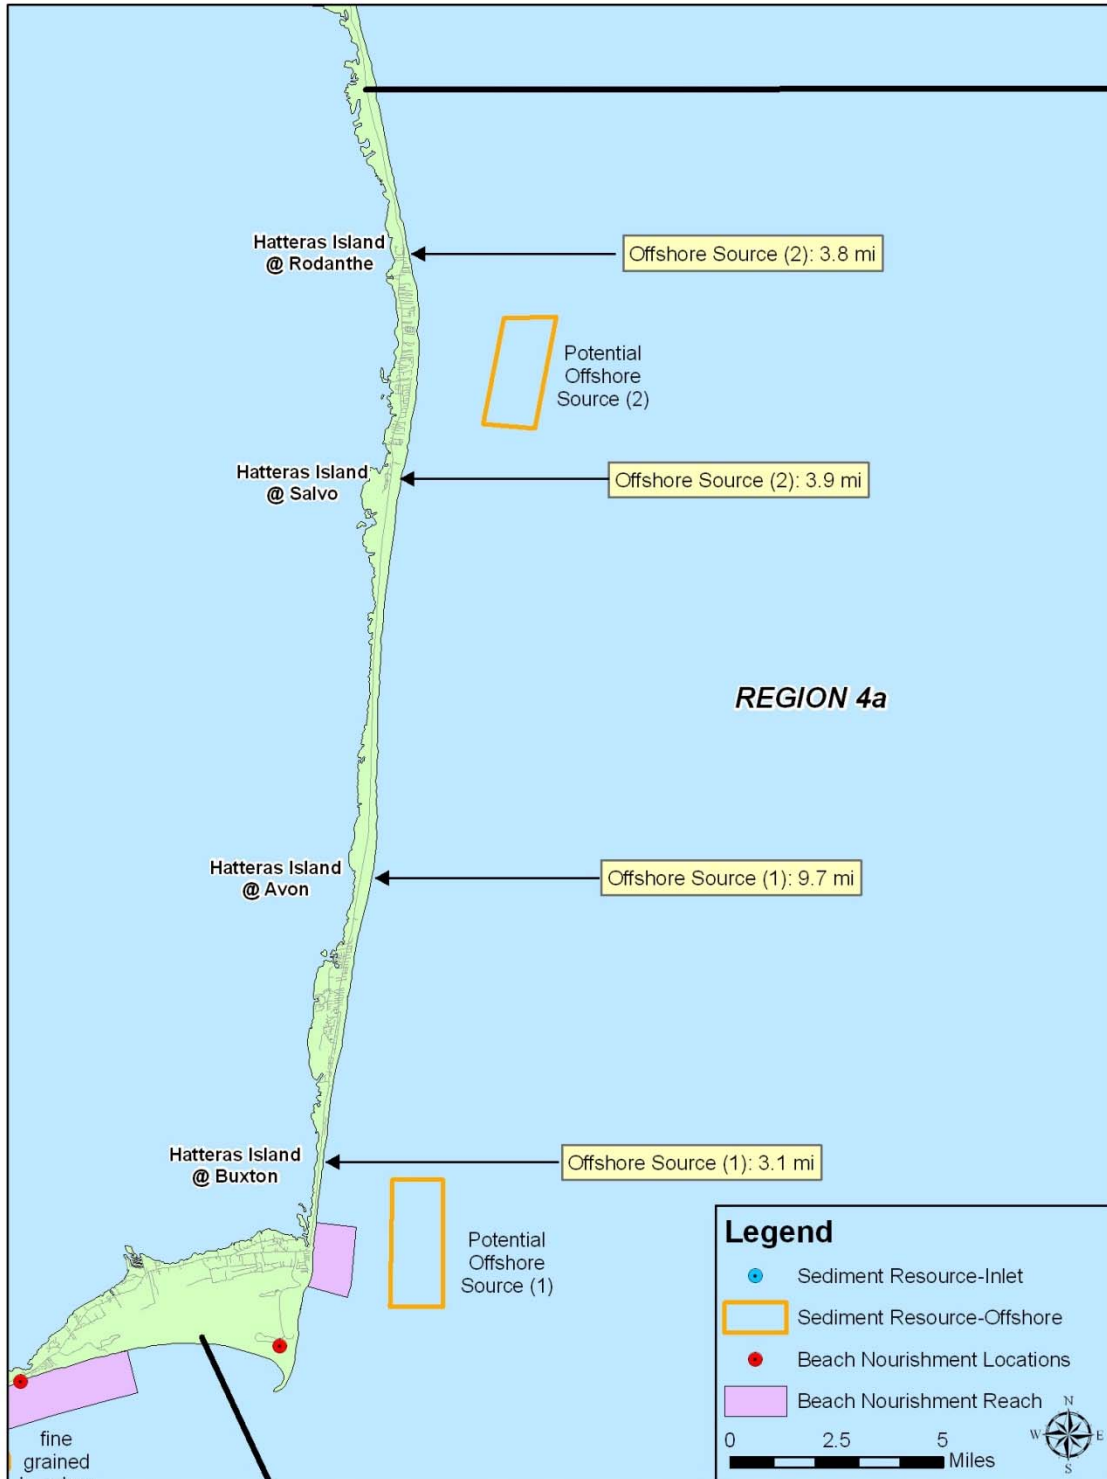 Hatteras Island
@ Rodanthe
Offshore Source (2): 3.8 mi
Potential
Offshore
Source (2)
Hatteras Island
@ Salvo
Offshore Source (2): 3.9 mi
REGION 4a
Hatteras Island
@ Avon
Offshore Source (1): 9.7 mi
Hatteras Island
@ Buxton
Offshore Source (1): 3.1 mi
Potential
Offshore
Source (1)
Legend
Sediment Resource-Inlet
Sediment Resource-Offshore
Beach Nourishment Locations
Beach Nourishment Reach
N
W
E
S
0 2.5 5
Miles
fine
grained